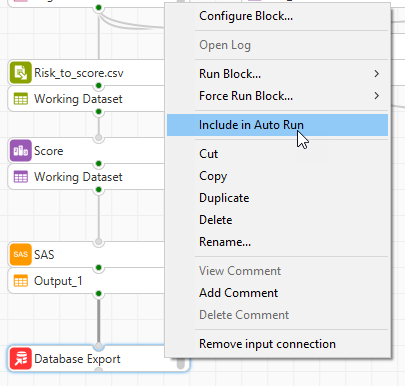 Configure Block...
Open Log
Risk_to_score.csv
Run Block...
Working Dataset
Force Run Block...
Include in Auto Run
Score
Cut
Working Dataset
Copy
Duplicate
Delete
Rename...
SAS
SAS
View Comment
Output_1
Add Comment
Delete Comment
Remove input connection
Database Export